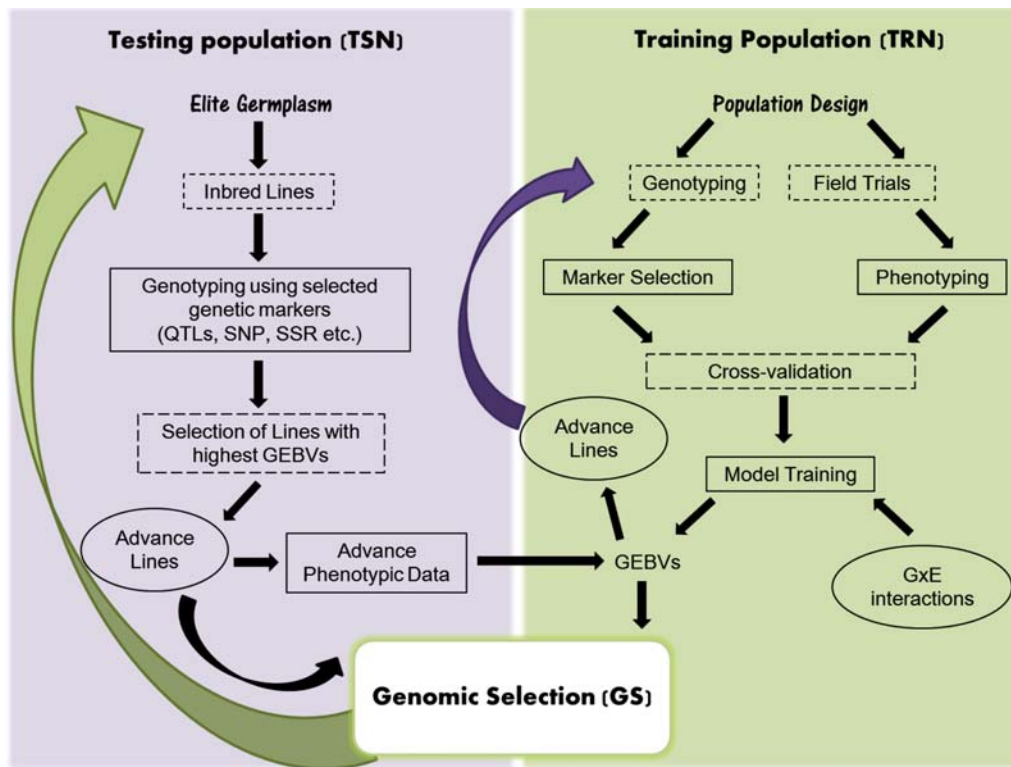 Testing population (TSN)
Elite Germplasm
Inbred Lines
Genotyping using selected
genetic markers
(QTLs, SNP, SSR etc.)
Selection of Lines with
highest GEBVs
Advance
Lines
Advance
Phenotypic Data
Training Population (TRN)
Population Design
Genotyping
Field Trials
Marker Selection
Phenotyping
Cross-validation
Advance
Lines
Model Training
GEBVs
GxE
interactions
Genomic Selection (GS)